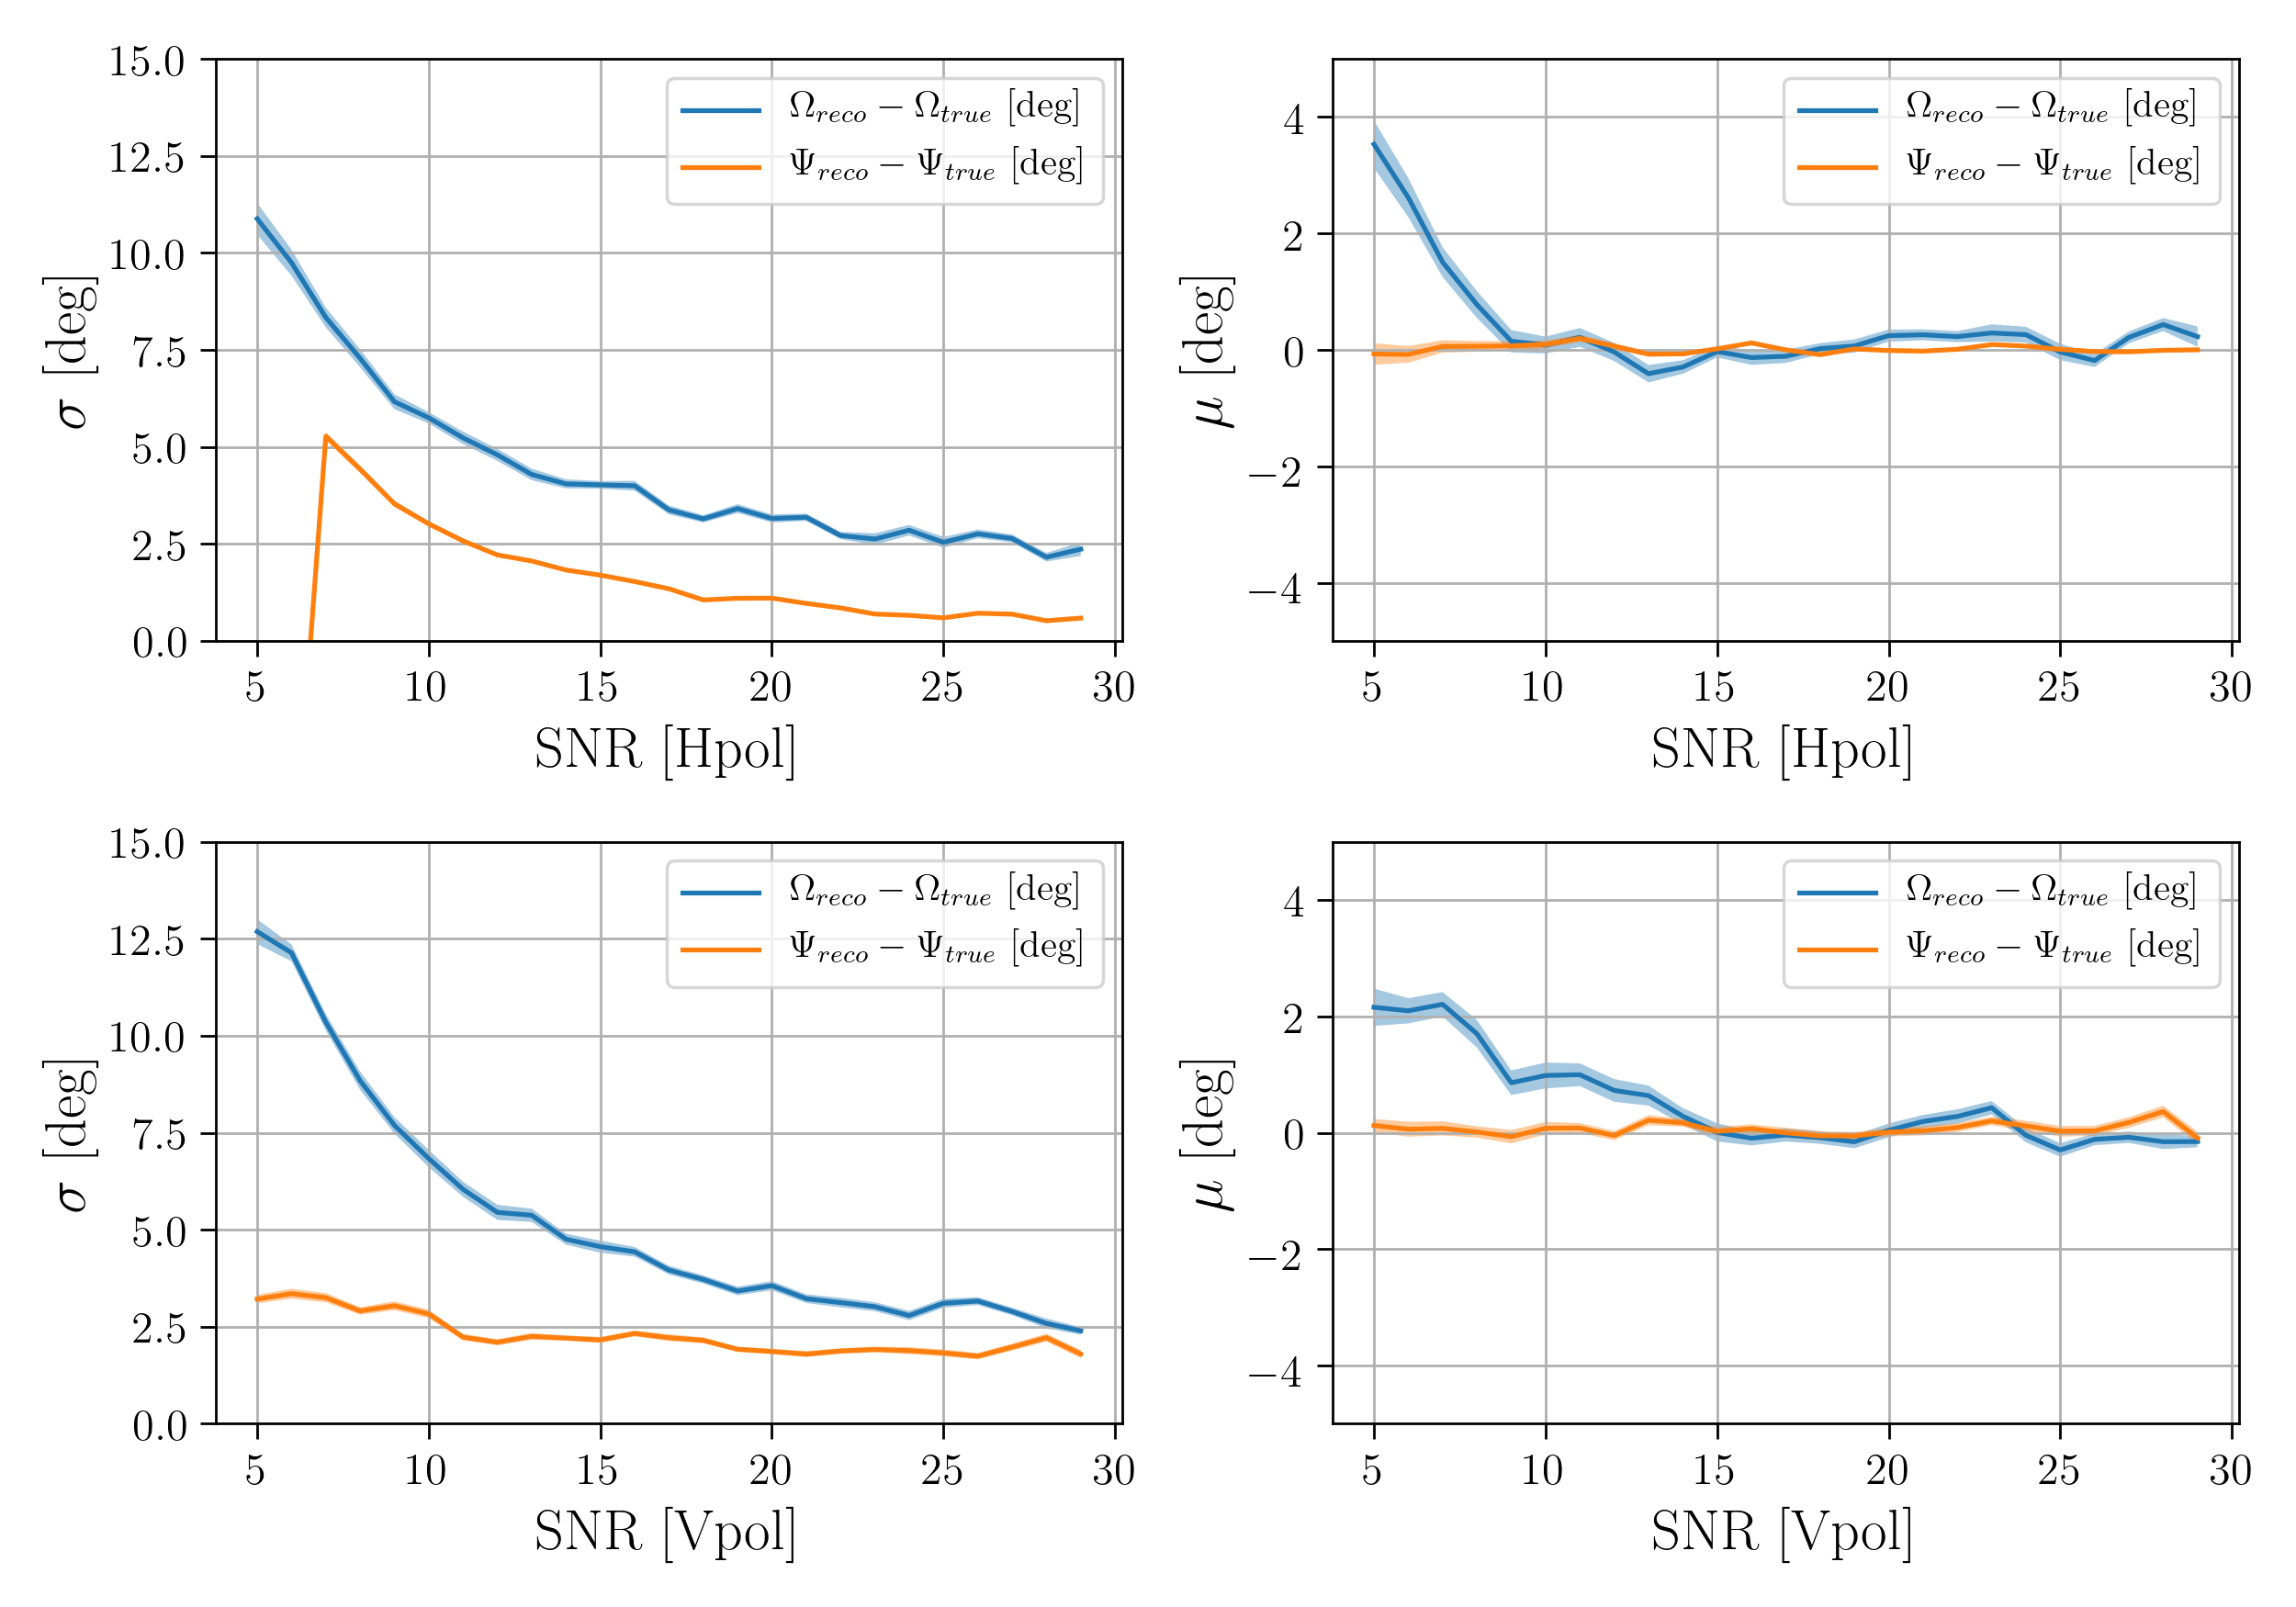 σ [deg]
15.0
12.5
10.0
7.5
5.0
2.5
0.0
Ω_reco − Ω_true [deg]
Ψ_reco − Ψ_true [deg]
5 10 15 20 25 30
SNR [Hpol]
μ [deg]
4
2
0
−2
−4
Ω_reco − Ω_true [deg]
Ψ_reco − Ψ_true [deg]
5 10 15 20 25 30
SNR [Hpol]
σ [deg]
15.0
12.5
10.0
7.5
5.0
2.5
0.0
Ω_reco − Ω_true [deg]
Ψ_reco − Ψ_true [deg]
5 10 15 20 25 30
SNR [Vpol]
μ [deg]
4
2
0
−2
−4
Ω_reco − Ω_true [deg]
Ψ_reco − Ψ_true [deg]
5 10 15 20 25 30
SNR [Vpol]